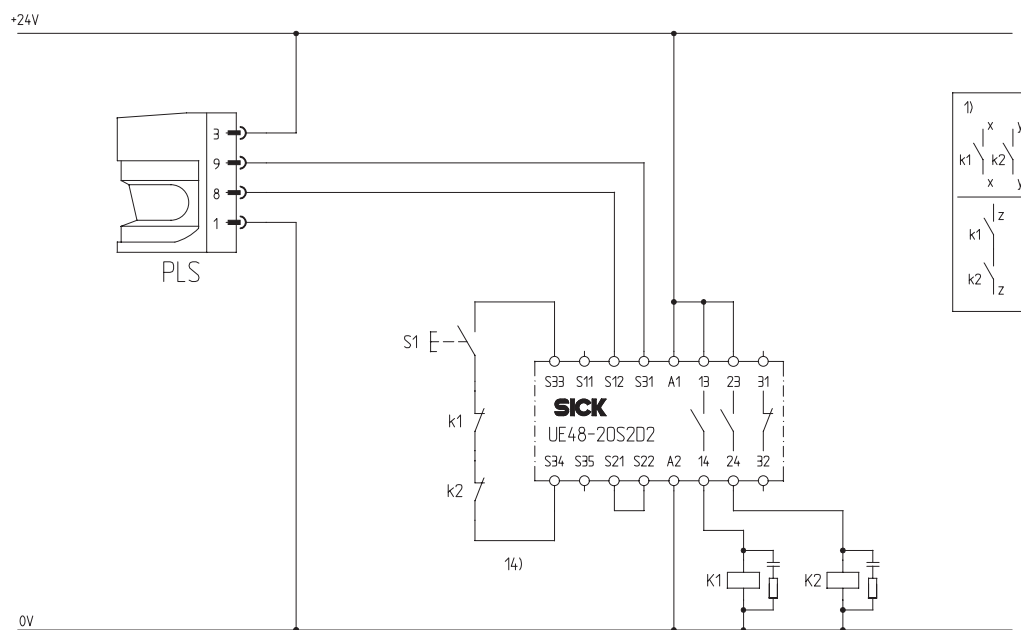 +24V
3
9
8
1
PLS
1)
x y
k1 k2
x y
z
k1
k2
z
S1
k1
k2
14)
S33 S11 S12 S31 A1 13 23 31
SICK
UE48-20S2D2
S34 S35 S21 S22 A2 14 24 32
K1 K2
0V